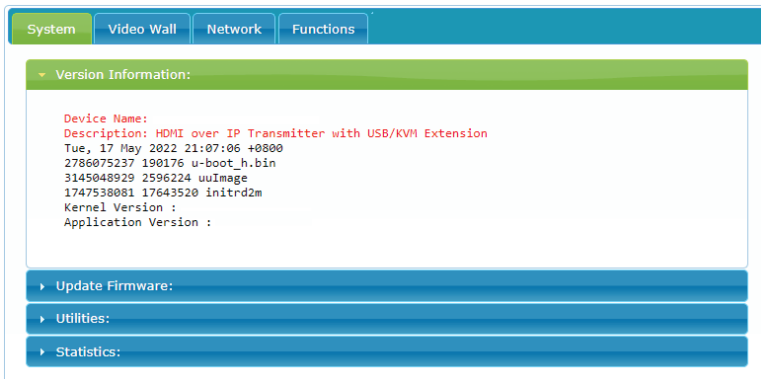 System
Video Wall
Network
Functions
Version Information:
Device Name:
Description: HDMI over IP Transmitter with USB/KVM Extension
Tue, 17 May 2022 21:07:06 +0800
2786075237 190176 u-boot_h.bin
3145048929 2596224 uuImage
1747538081 17643520 initrd2m
Kernel Version :
Application Version :
Update Firmware:
Utilities:
Statistics: